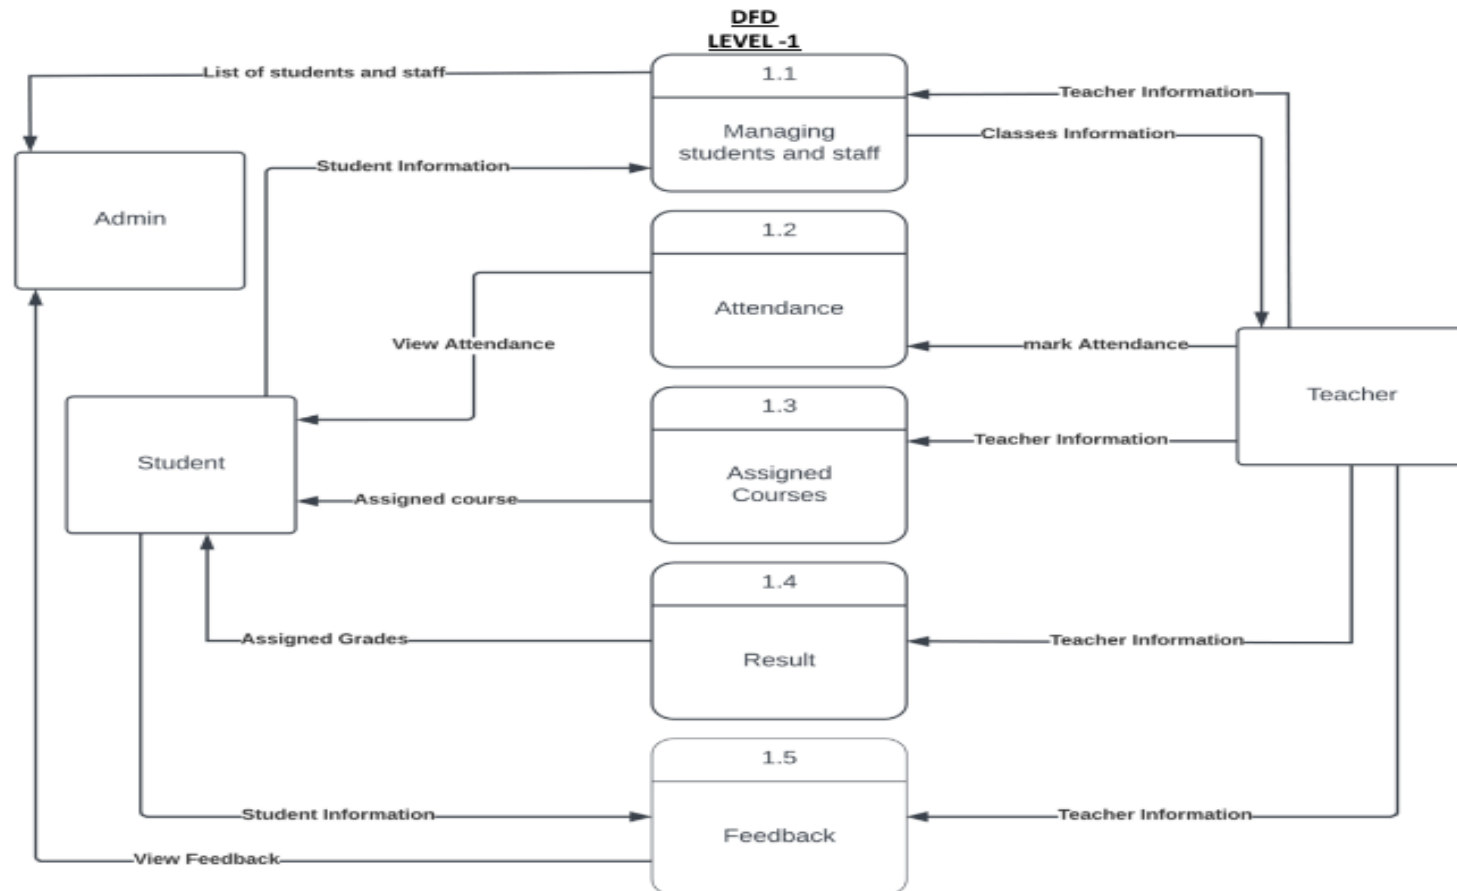 DFD
LEVEL -1
List of students and staff
1.1
Teacher Information
Managing
students and staff
Classes Information
Student Information
Admin
1.2
Attendance
View Attendance
mark Attendance
Teacher
1.3
Teacher Information
Student
Assigned
Courses
Assigned course
1.4
Assigned Grades
Result
Teacher Information
1.5
Student Information
Teacher Information
Feedback
View Feedback